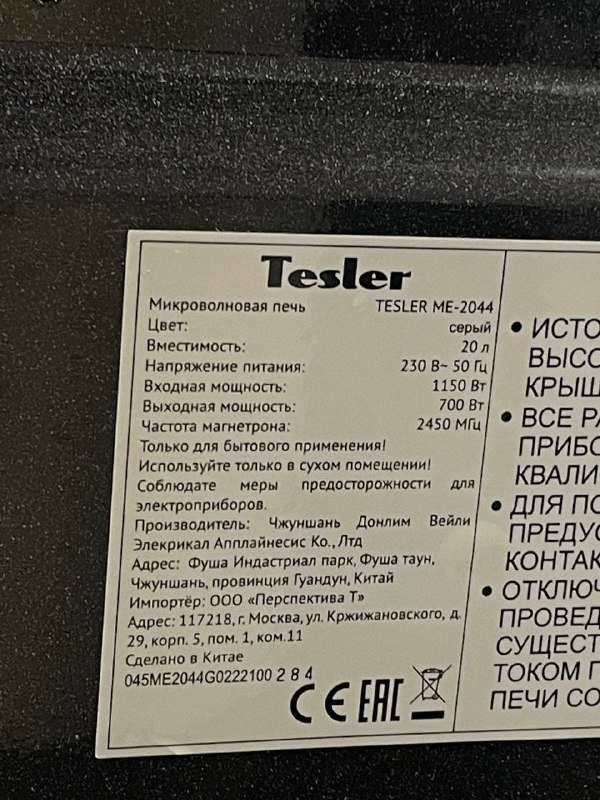 Tesler
Микроволновая печь TESLER ME-2044
Цвет: серый
Вместимость: 20 л
Напряжение питания: 230 В~ 50 Гц
Входная мощность: 1150 Вт
Выходная мощность: 700 Вт
Частота магнетрона: 2450 МГц
Только для бытового применения!
Используйте только в сухом помещении!
Соблюдате меры предосторожности для
электроприборов.
Производитель: Чжуншань Донлим Вейли
Элекрикал Апплайнесис Ко., Лтд
Адрес: Фуша Индастриал парк, Фуша таун,
Чжуншань, провинция Гуандун, Китай
Импортёр: ООО «Перспектива Т»
Адрес: 117218, г. Москва, ул. Кржижановского, д.
29, корп. 5, пом. 1, ком.11
Сделано в Китае
045ME2044G0222100 2 8 4
CE EAC
• ИСТО
ВЫСО
КРЫШ
• ВСЕ РА
ПРИБО
КВАЛИ
• ДЛЯ ПО
ПРЕДУС
КОНТАК
• ОТКЛЮЧ
ПРОВЕД
СУЩЕСТ
ТОКОМ П
ПЕЧИ СО